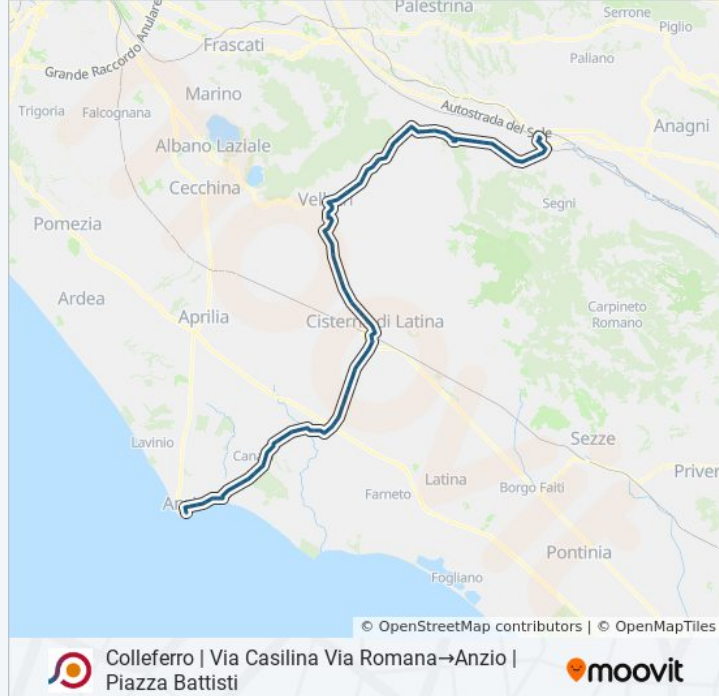 Palestrina
Serrone
Piglio
Frascati
Paliano
Grande Raccordo Anulare
Marino
Autostrada del Sole
Trigoria
Falcognana
Anagni
Albano Laziale
Cecchina
Segni
Pomezia
Ardea
Carpineto
Romano
Aprilia
Cisterna di Latina
Sezze
Lavinio
Priver
Latina
Borgo Faiti
Farneto
Pontinia
Fogliano
© OpenStreetMap contributors | © OpenMapTiles
Colleferro | Via Casilina Via Romana→Anzio |
Piazza Battisti
moovit